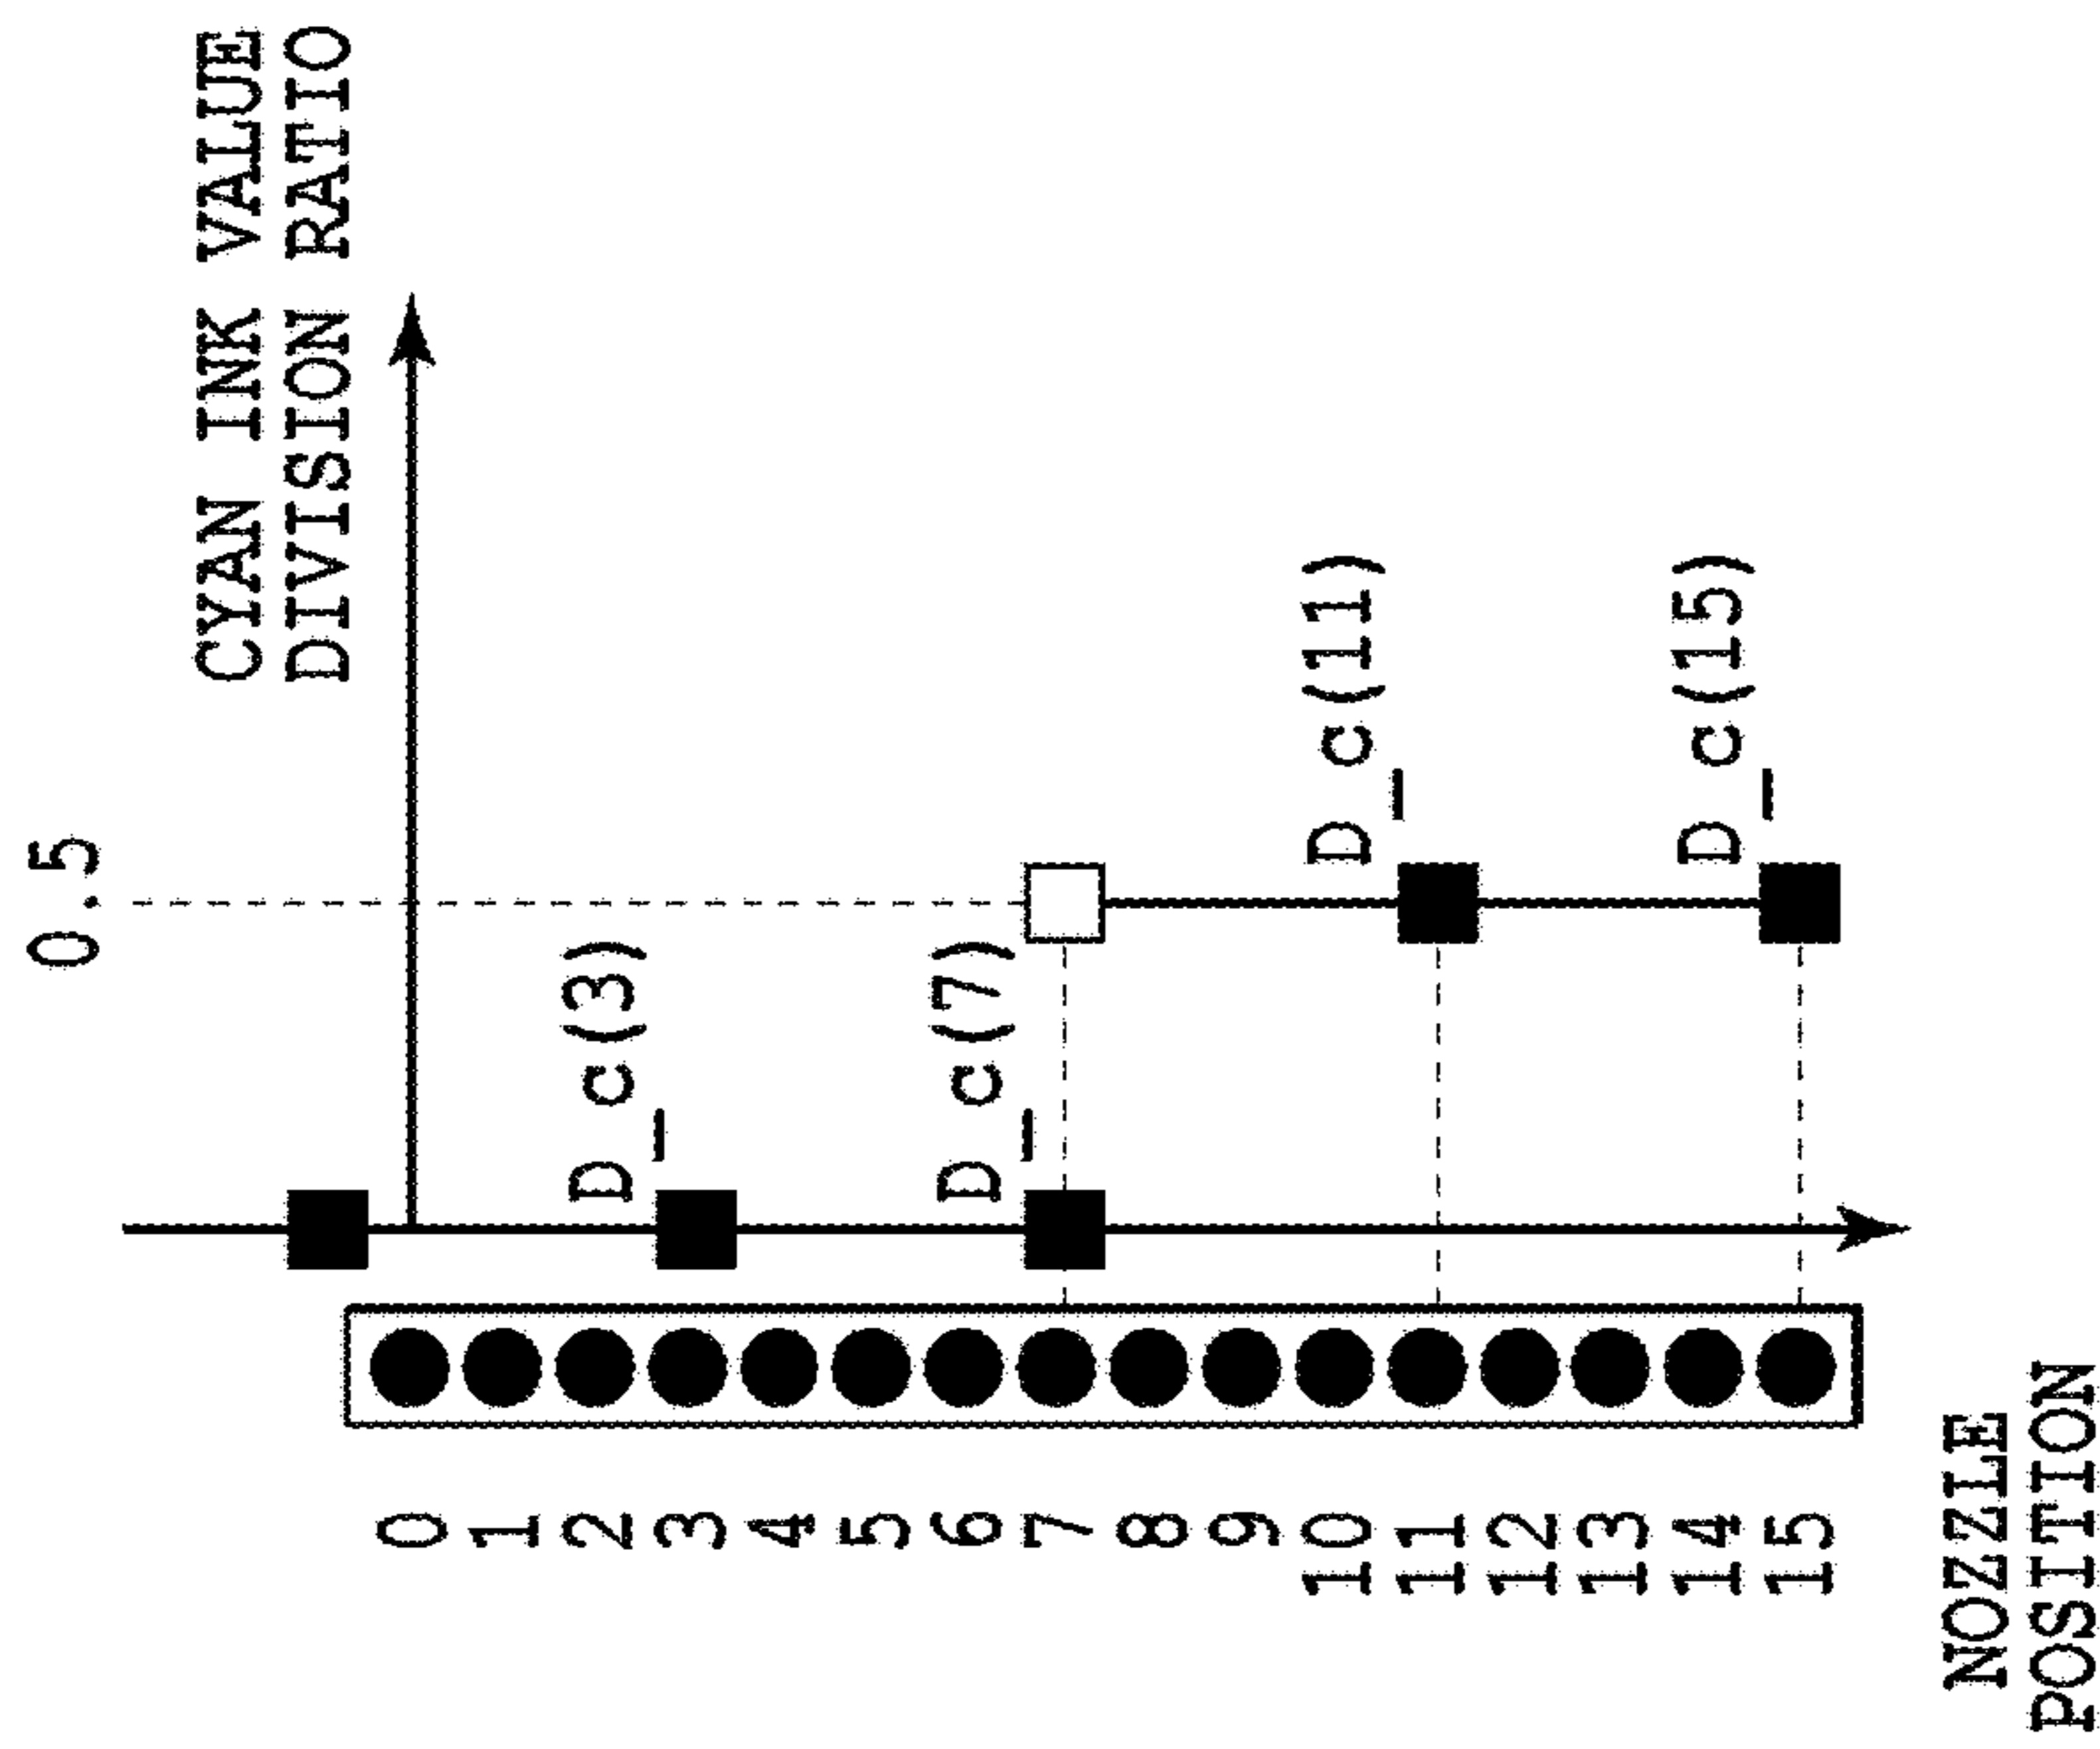 0.5
CYAN INK VALUE
DIVISION RATIO
D_c(3)
D_c(7)
D_c(11)
D_c(15)
0
1
2
3
4
5
6
7
8
9
10
11
12
13
14
15
NOZZLE
POSITION